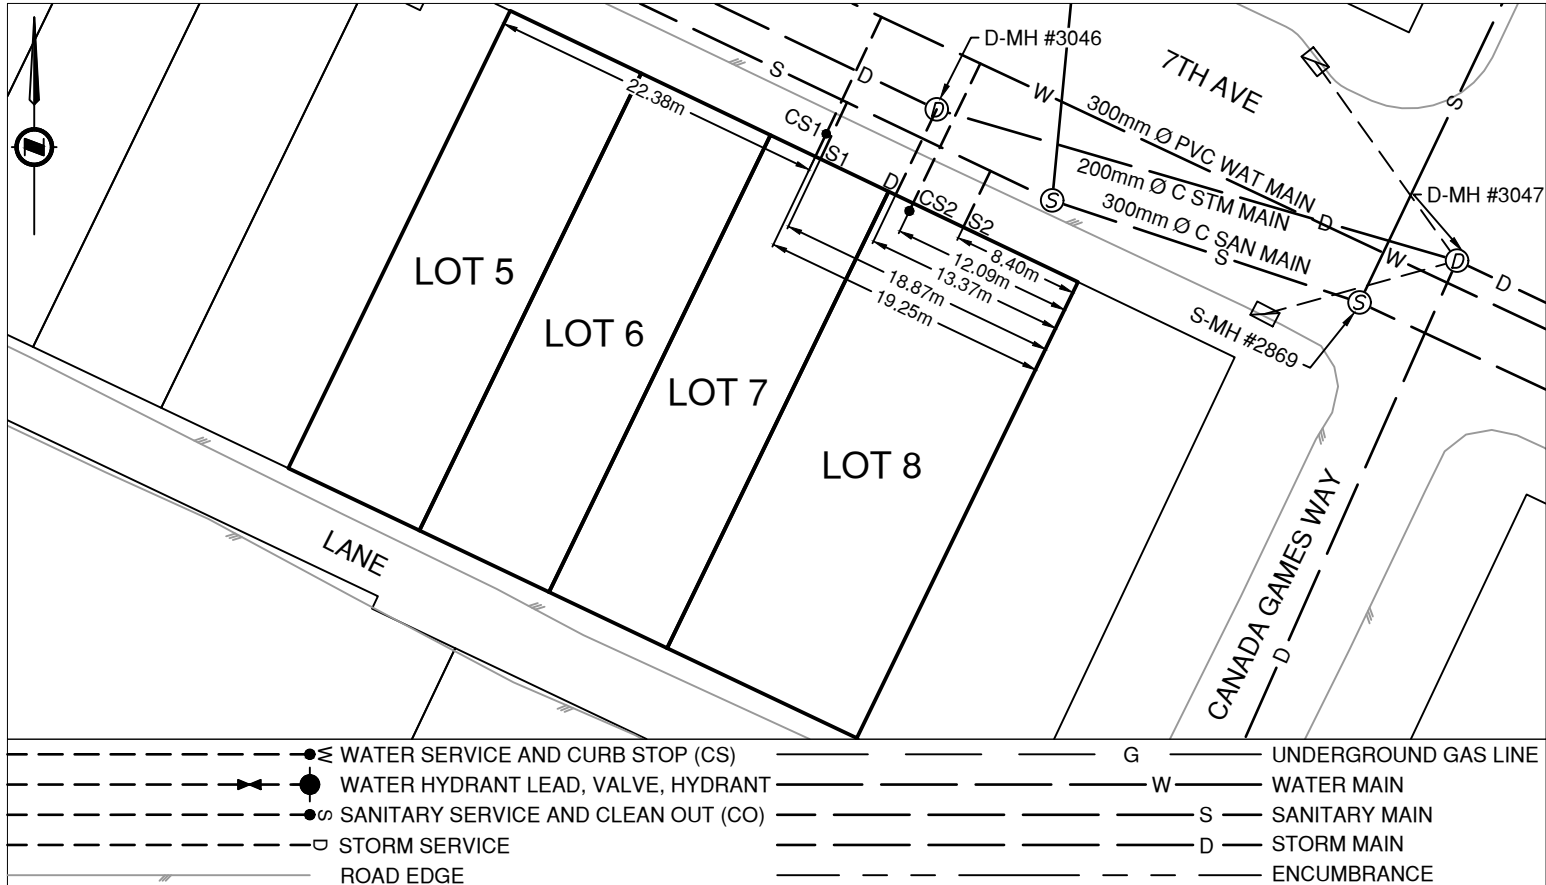 D-MH #3046
7TH AVE
S
D
W
S
22.38m
CS1
S1
300mm Ø PVC WAT MAIN
200mm Ø C STM MAIN
300mm Ø C SAN MAIN
D
D-MH #3047
D
CS2
S2
S
S
W
D
D
S
D
8.40m
12.09m
13.37m
18.87m
19.25m
S-MH #2869
LOT 5
LOT 6
LOT 7
LOT 8
LANE
CANADA GAMES WAY
D
W WATER SERVICE AND CURB STOP (CS)
G UNDERGROUND GAS LINE
WATER HYDRANT LEAD, VALVE, HYDRANT
W WATER MAIN
S SANITARY SERVICE AND CLEAN OUT (CO)
S SANITARY MAIN
D STORM SERVICE
D STORM MAIN
ROAD EDGE
ENCUMBRANCE